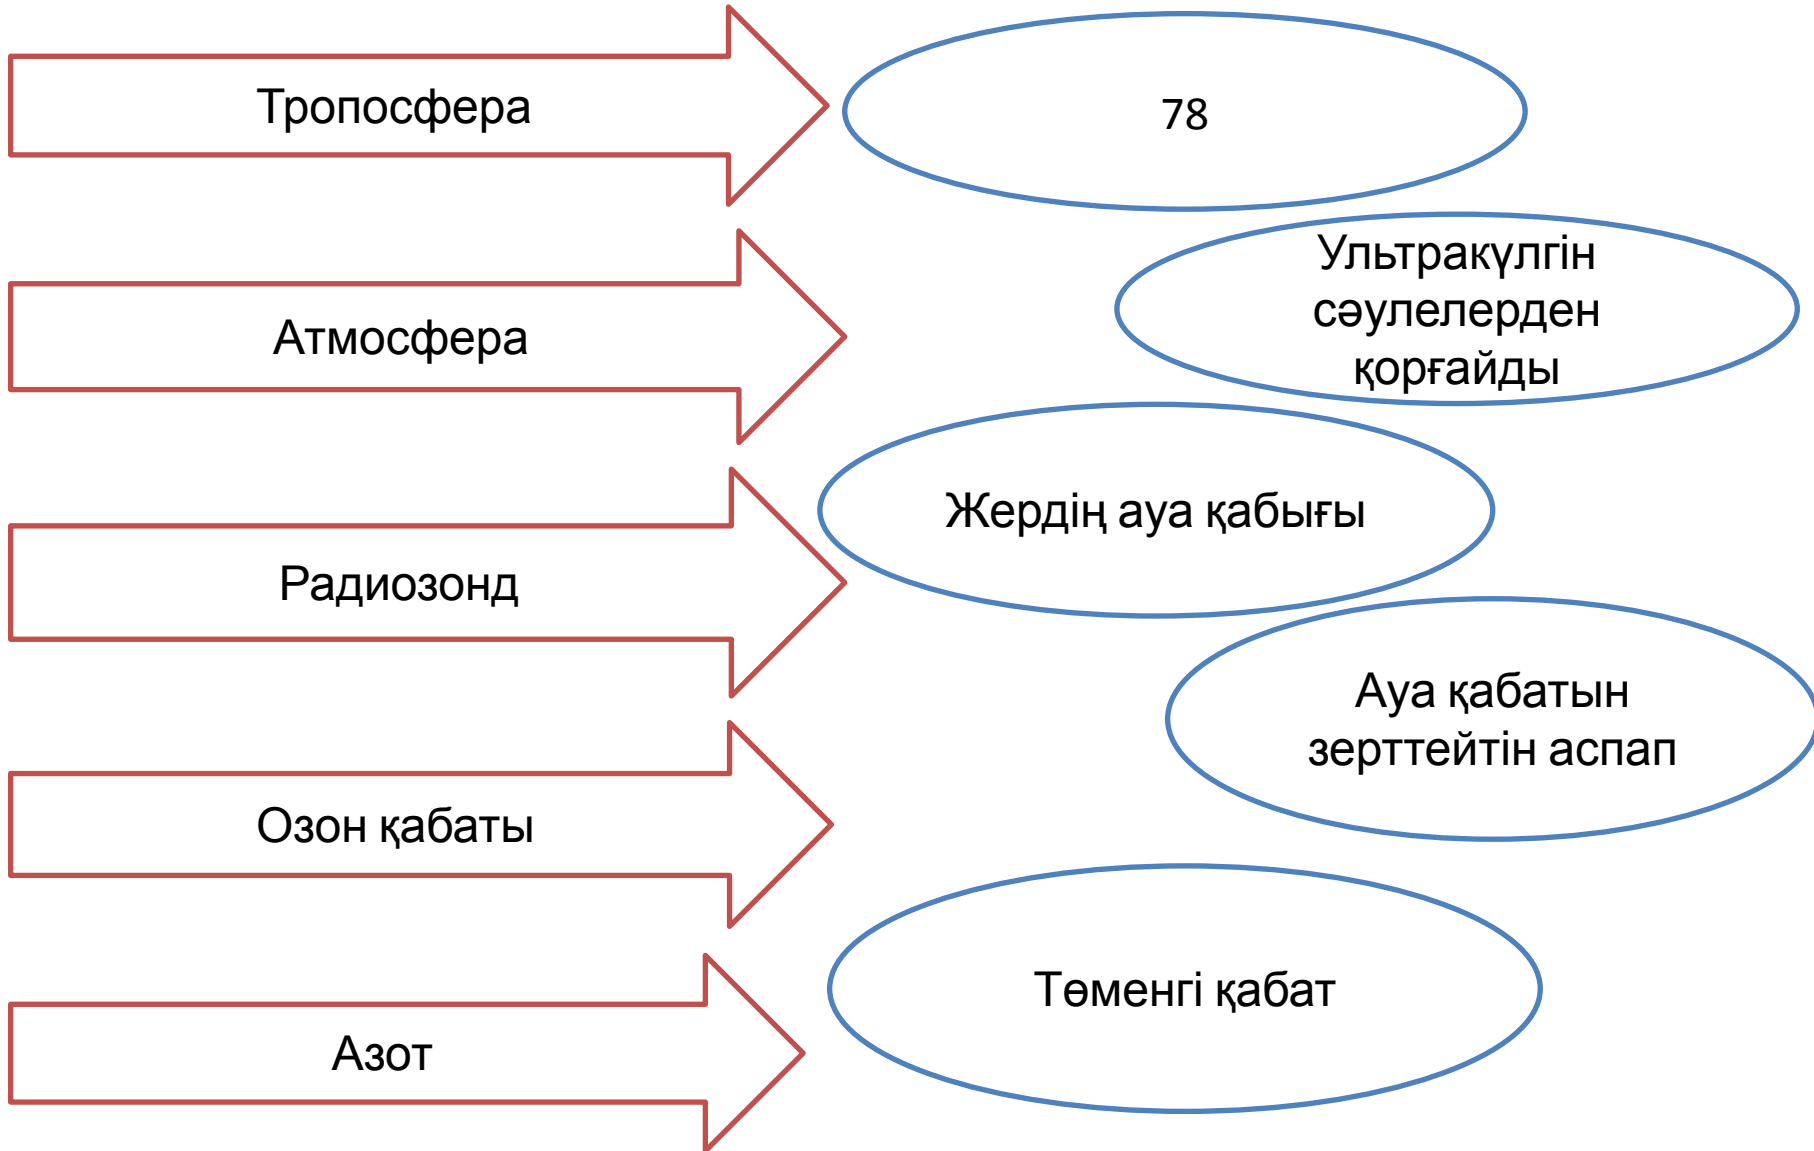 Тропосфера
78
Ультракүлгін
сәулелерден
қорғайды
Атмосфера
Жердің ауа қабығы
Радиозонд
Ауа қабатын
зерттейтін аспап
Озон қабаты
Төменгі қабат
Азот